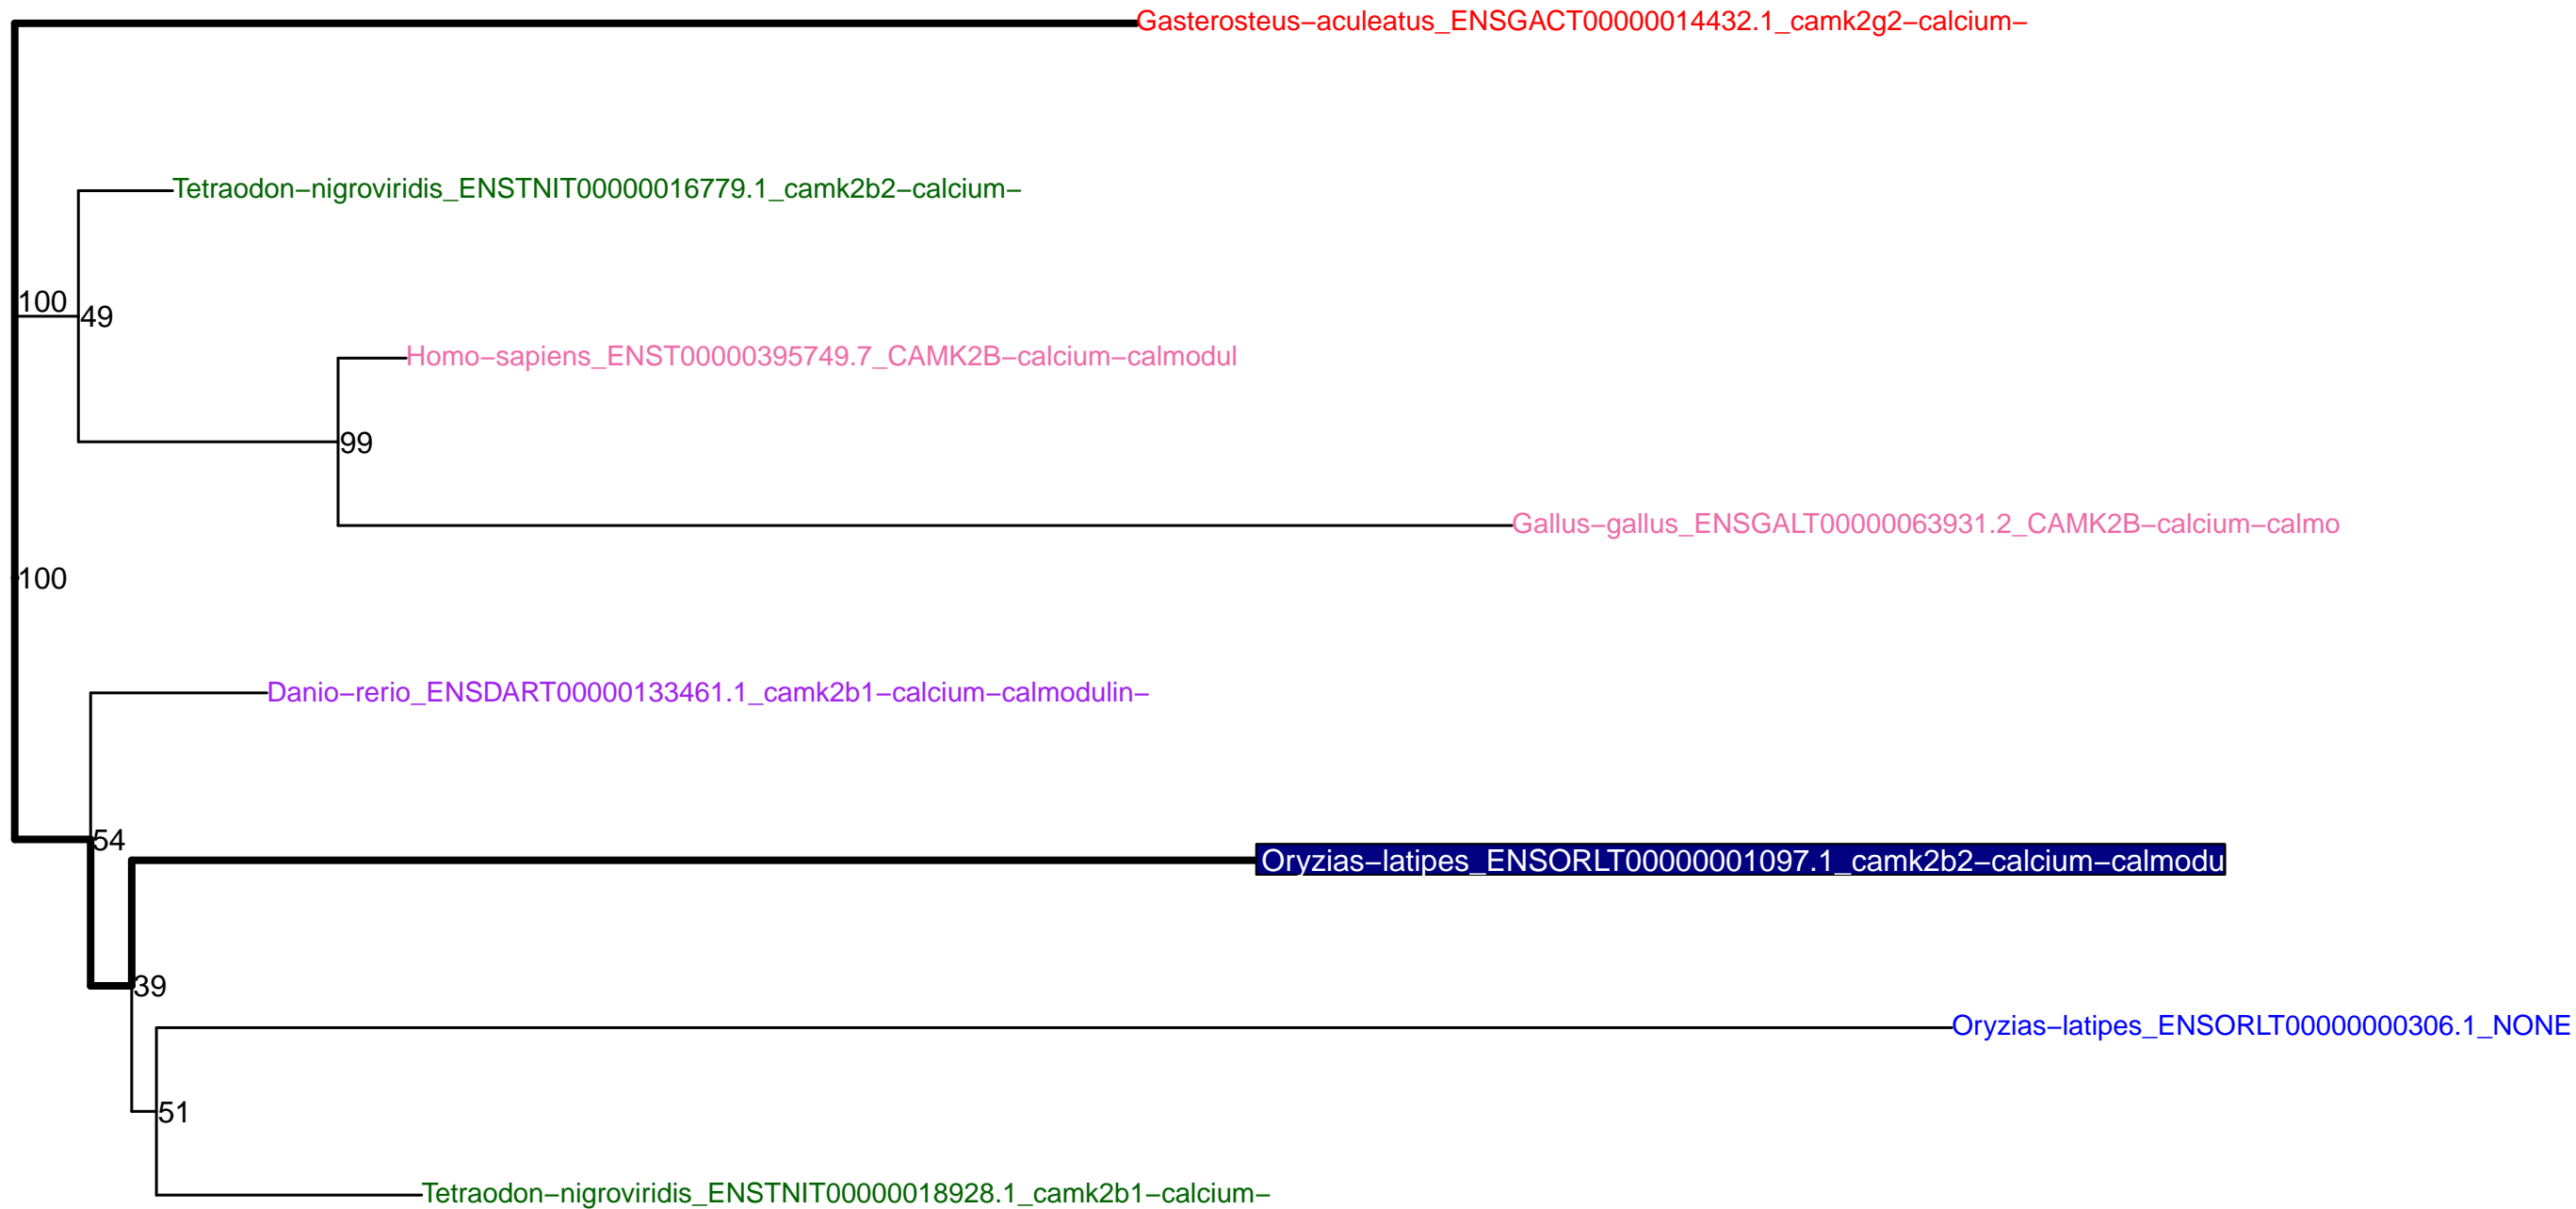 Gasterosteus−aculeatus_ENSGACT00000014432.1_camk2g2−calcium−
Tetraodon−nigroviridis_ENSTNIT00000016779.1_camk2b2−calcium−
100
49
Homo−sapiens_ENST00000395749.7_CAMK2B−calcium−calmodul
99
Gallus−gallus_ENSGALT00000063931.2_CAMK2B−calcium−calmo
100
Danio−rerio_ENSDART00000133461.1_camk2b1−calcium−calmodulin−
54
Oryzias−latipes_ENSORLT00000001097.1_camk2b2−calcium−calmodu
39
Oryzias−latipes_ENSORLT00000000306.1_NONE
51
Tetraodon−nigroviridis_ENSTNIT00000018928.1_camk2b1−calcium−